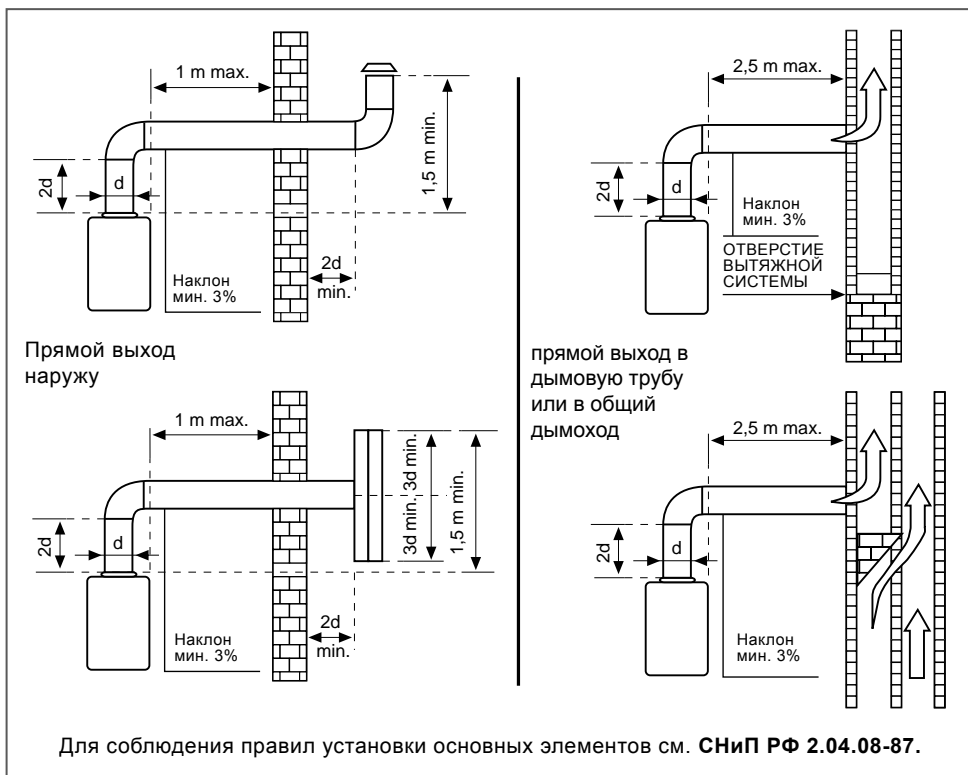 1 m max.
2d
d
1,5 m min.
Наклон
мин. 3%
2d
min.
Прямой выход
наружу
1 m max.
2d
d
3d min. 3d min.
1,5 m min.
Наклон
мин. 3%
2d
min.
2,5 m max.
2d
d
Наклон
мин. 3%
ОТВЕРСТИЕ
ВЫТЯЖНОЙ
СИСТЕМЫ
прямой выход в
дымовую трубу
или в общий
дымоход
2,5 m max.
2d
d
Наклон
мин. 3%
Для соблюдения правил установки основных элементов см. СНиП РФ 2.04.08-87.